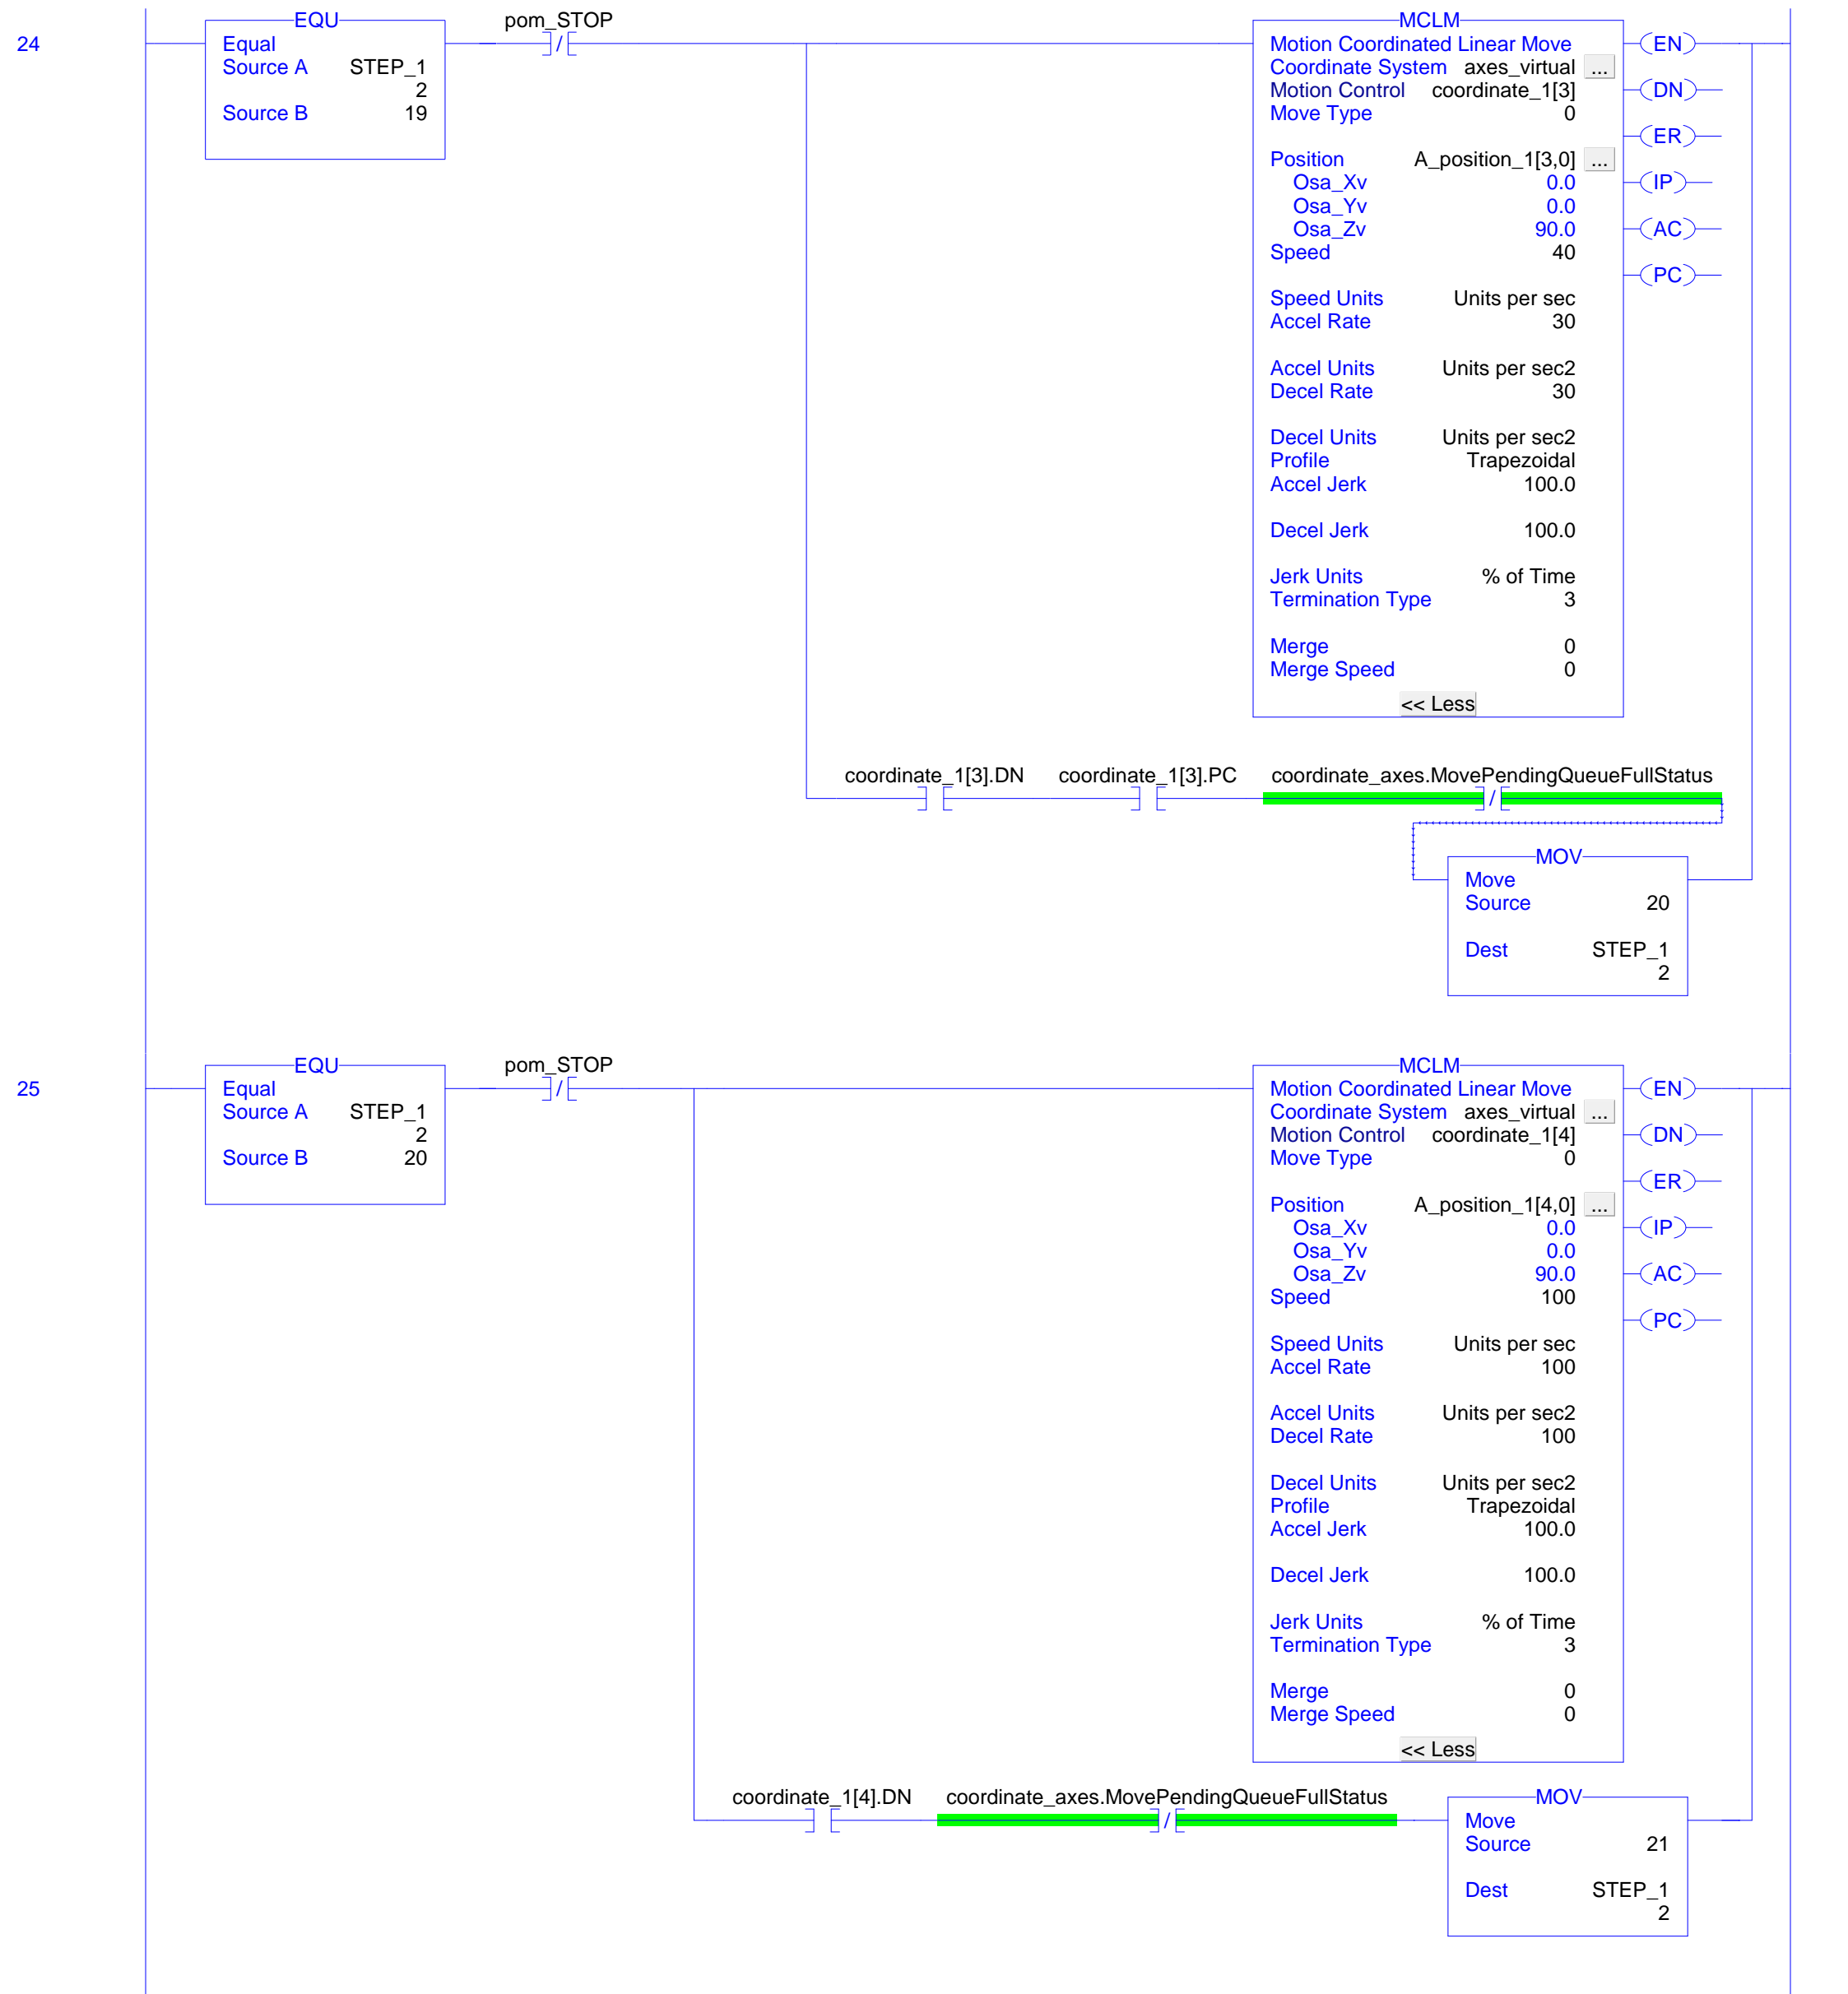 24
EQU
Equal
Source A STEP_1
2
Source B 19
pom_STOP
/
MCLM
Motion Coordinated Linear Move
Coordinate System axes_virtual ...
Motion Control coordinate_1[3]
Move Type 0
Position A_position_1[3,0] ...
Osa_Xv 0.0
Osa_Yv 0.0
Osa_Zv 90.0
Speed 40
Speed Units Units per sec
Accel Rate 30
Accel Units Units per sec2
Decel Rate 30
Decel Units Units per sec2
Profile Trapezoidal
Accel Jerk 100.0
Decel Jerk 100.0
Jerk Units % of Time
Termination Type 3
Merge 0
Merge Speed 0
<< Less
EN
DN
ER
IP
AC
PC
coordinate_1[3].DN coordinate_1[3].PC coordinate_axes.MovePendingQueueFullStatus
/
MOV
Move
Source 20
Dest STEP_1
2
25
EQU
Equal
Source A STEP_1
2
Source B 20
pom_STOP
/
MCLM
Motion Coordinated Linear Move
Coordinate System axes_virtual ...
Motion Control coordinate_1[4]
Move Type 0
Position A_position_1[4,0] ...
Osa_Xv 0.0
Osa_Yv 0.0
Osa_Zv 90.0
Speed 100
Speed Units Units per sec
Accel Rate 100
Accel Units Units per sec2
Decel Rate 100
Decel Units Units per sec2
Profile Trapezoidal
Accel Jerk 100.0
Decel Jerk 100.0
Jerk Units % of Time
Termination Type 3
Merge 0
Merge Speed 0
<< Less
EN
DN
ER
IP
AC
PC
coordinate_1[4].DN coordinate_axes.MovePendingQueueFullStatus
/
MOV
Move
Source 21
Dest STEP_1
2